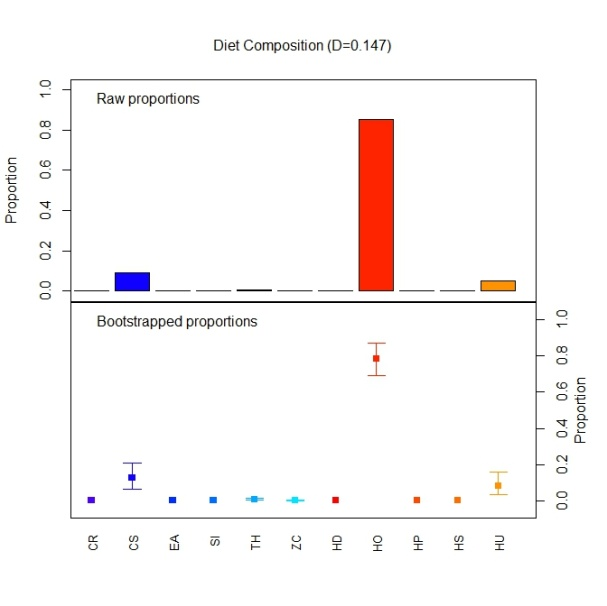 Diet Composition (D=0.147)
Raw proportions
Proportion
1.0
0.8
0.6
0.4
0.2
0.0
Bootstrapped proportions
Proportion
1.0
0.8
0.6
0.4
0.2
0.0
CR CS EA SI TH ZC HD HO HP HS HU